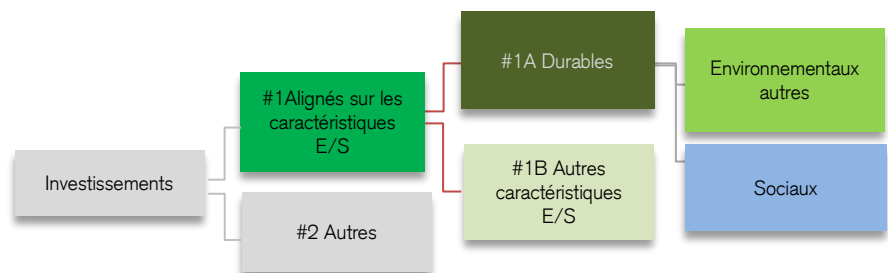 Investissements
#1Alignés sur les
caractéristiques
E/S
#2 Autres
#1A Durables
#1B Autres
caractéristiques
E/S
Environnementaux
autres
Sociaux